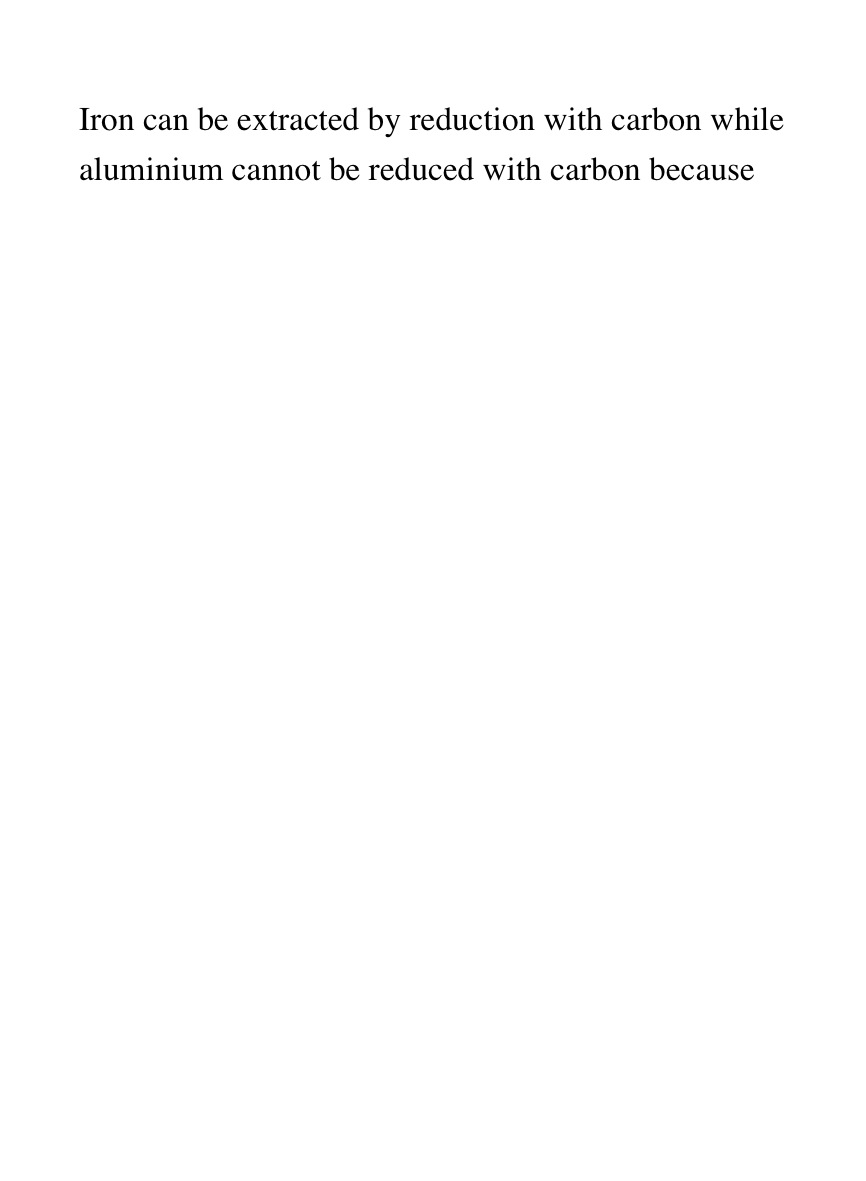 Iron can be extracted by reduction with carbon while
aluminium cannot be reduced with carbon because